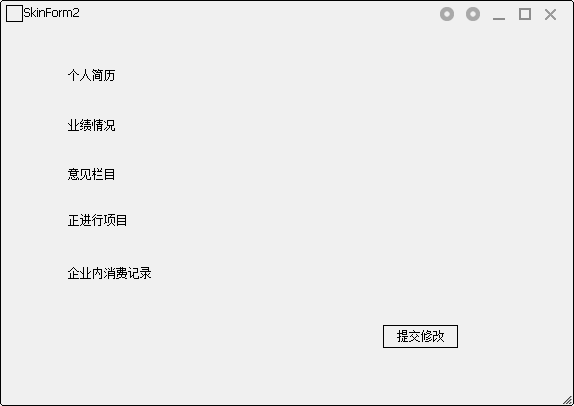 SkinForm2
个人简历
业绩情况
意见栏目
正进行项目
企业内消费记录
提交修改